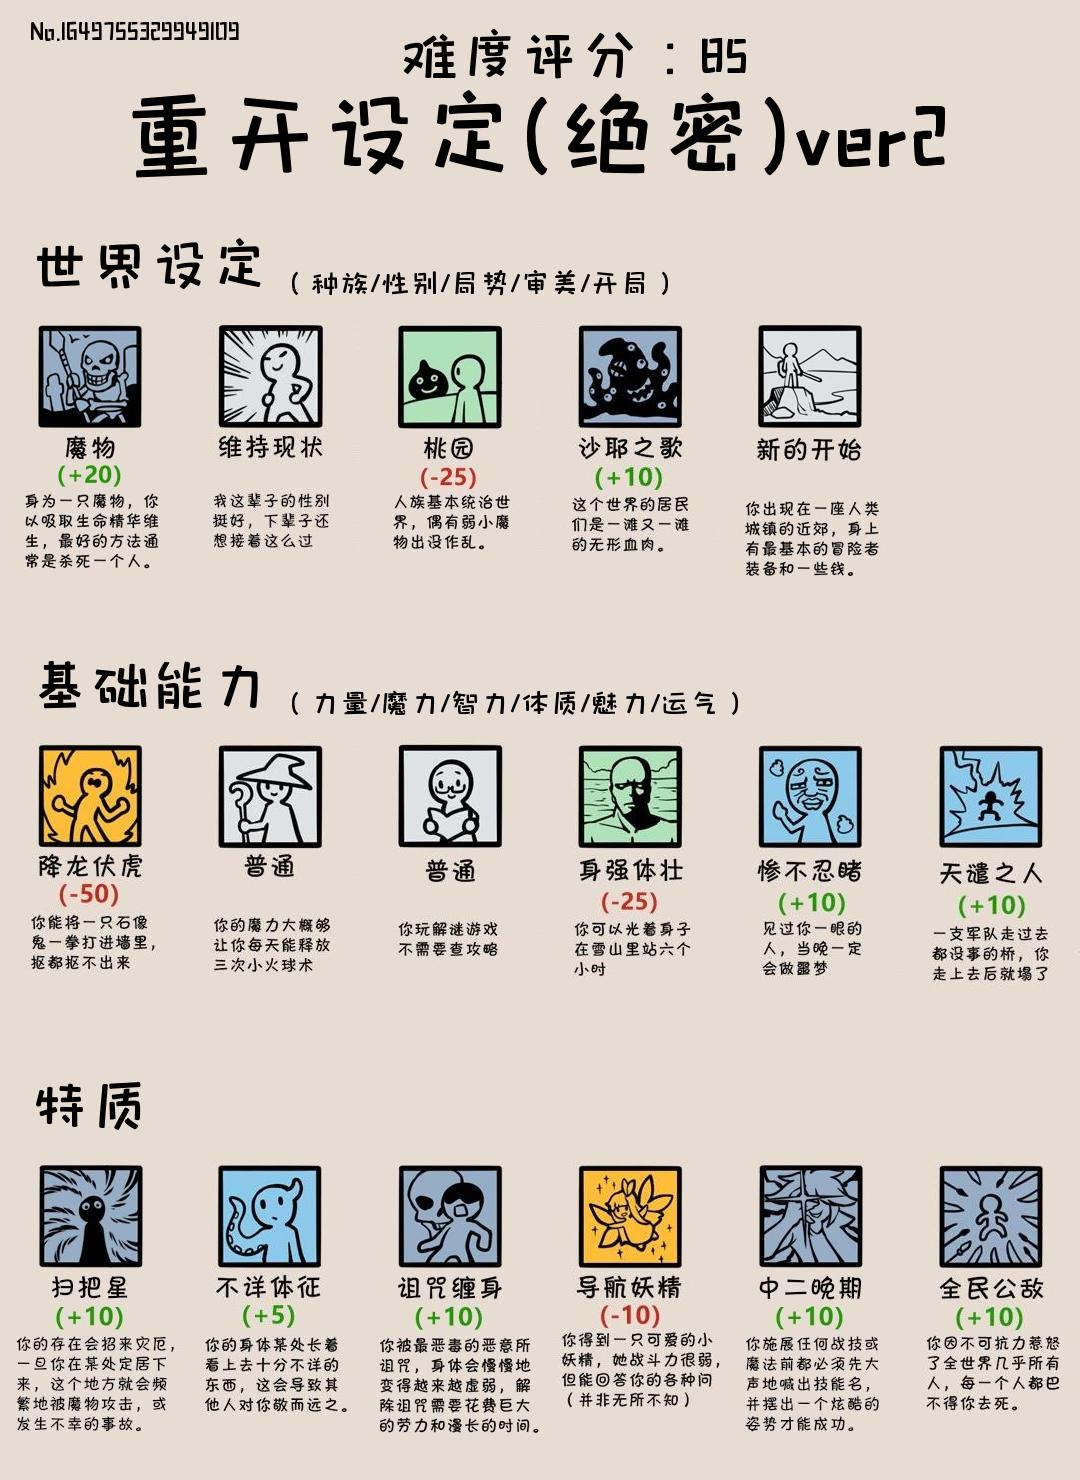 No.1649755329949109
难度评分：85
重开设定(绝密)ver2
世界设定 （种族/性别/局势/审美/开局）
魔物
(+20)
身为一只魔物，你
以吸取生命精华维
生，最好的方法通
常是杀死一个人。
维持现状
我这辈子的性别
挺好，下辈子还
想接着这么过
桃园
(-25)
人族基本统治世
界，偶有弱小魔
物出没作乱。
沙耶之歌
(+10)
这个世界的居民
们是一滩又一滩
的无形血肉。
新的开始
你出现在一座人类
城镇的近郊，身上
有最基本的冒险者
装备和一些钱。
基础能力 （力量/魔力/智力/体质/魅力/运气）
降龙伏虎
(-50)
你能将一只石像
鬼一拳打进墙里，
抠都抠不出来
普通
你的魔力大概够
让你每天能释放
三次小火球术
普通
你玩解谜游戏
不需要查攻略
身强体壮
(-25)
你可以光着身子
在雪山里站六个
小时
惨不忍睹
(+10)
见过你一眼的
人，当晚一定
会做噩梦
天谴之人
(+10)
一支军队走过去
都没事的桥，你
走上去后就塌了
特质
扫把星
(+10)
你的存在会招来灾厄，
一旦你在某处定居下
来，这个地方就会频
繁地被魔物攻击，或
发生不幸的事故。
不详体征
(+5)
你的身体某处长着
看上去十分不详的
东西，这会导致其
他人对你敬而远之。
诅咒缠身
(+10)
你被最恶毒的恶意所
诅咒，身体会慢慢地
变得越来越虚弱，解
除诅咒需要花费巨大
的劳力和漫长的时间。
导航妖精
(-10)
你得到一只可爱的小
妖精，她战斗力很弱，
但能回答你的各种问
（并非无所不知）
中二晚期
(+10)
你施展任何战技或
魔法前都必须先大
声地喊出技能名，
并摆出一个炫酷的
姿势才能成功。
全民公敌
(+10)
你因不可抗力惹怒
了全世界几乎所有
人，每一个人都巴
不得你去死。